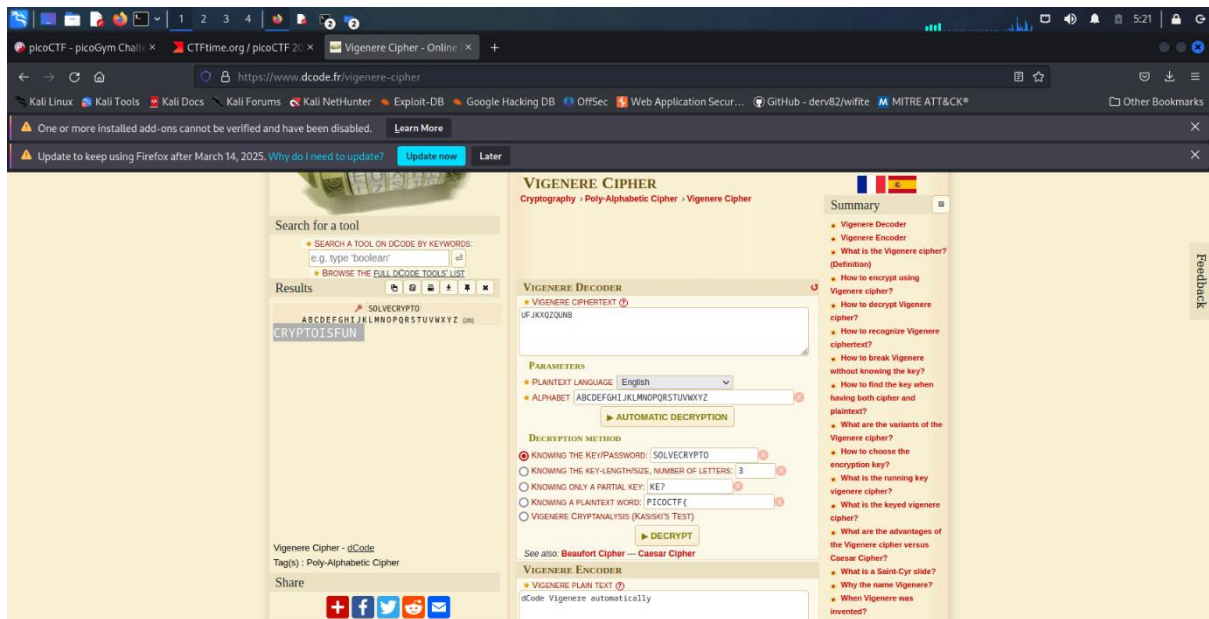 1 2 3 4
2
2
5:21
picoCTF - picoGym Challe
CTFtime.org / picoCTF 20
Vigenere Cipher - Online
https://www.dcode.fr/vigenere-cipher
Kali Linux Kali Tools Kali Docs Kali Forums Kali NetHunter Exploit-DB Google Hacking DB OffSec Web Application Secur... GitHub - derv82/wifite MITRE ATT&CK® Other Bookmarks
One or more installed add-ons cannot be verified and have been disabled. Learn More
Update to keep using Firefox after March 14, 2025. Why do I need to update? Update now Later
Search for a tool
SEARCH A TOOL ON DCODE BY KEYWORDS:
e.g. type 'boolean'
BROWSE THE FULL DCODE TOOLS' LIST
Results
SOLVECRYPTO
ABCDEFGHIJKLMNOPQRSTUVWXYZ (26)
CRYPTOISFUN
Vigenere Cipher - dCode
Tag(s) : Poly-Alphabetic Cipher
Share
VIGENERE CIPHER
Cryptography › Poly-Alphabetic Cipher › Vigenere Cipher
VIGENERE DECODER
VIGENERE CIPHERTEXT
UFJKXQZQUNB
PARAMETERS
PLAINTEXT LANGUAGE English
ALPHABET ABCDEFGHIJKLMNOPQRSTUVWXYZ
AUTOMATIC DECRYPTION
DECRYPTION METHOD
KNOWING THE KEY/PASSWORD: SOLVECRYPTO
KNOWING THE KEY-LENGTH/SIZE, NUMBER OF LETTERS: 3
KNOWING ONLY A PARTIAL KEY: KE?
KNOWING A PLAINTEXT WORD: PICOCTF{
VIGENERE CRYPTANALYSIS (KASISKI'S TEST)
DECRYPT
See also: Beaufort Cipher — Caesar Cipher
VIGENERE ENCODER
VIGENERE PLAIN TEXT
dCode Vigenere automatically
Summary
Vigenere Decoder
Vigenere Encoder
What is the Vigenere cipher?
(Definition)
How to encrypt using
Vigenere cipher?
How to decrypt Vigenere
cipher?
How to recognize Vigenere
ciphertext?
How to break Vigenere
without knowing the key?
How to find the key when
having both cipher and
plaintext?
What are the variants of the
Vigenere cipher?
How to choose the
encryption key?
What is the running key
vigenere cipher?
What is the keyed vigenere
cipher?
What are the advantages of
the Vigenere cipher versus
Caesar Cipher?
What is a Saint-Cyr slide?
Why the name Vigenere?
When Vigenere was
invented?
Feedback